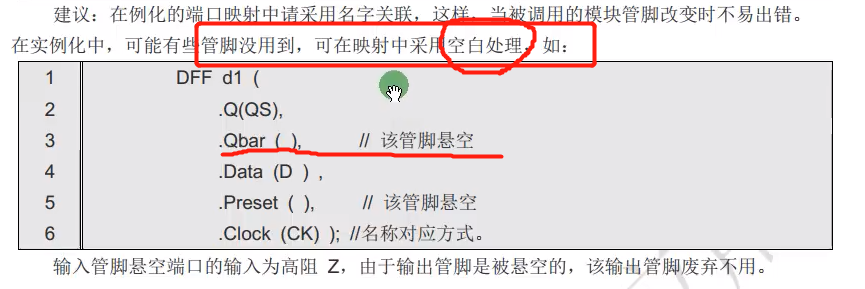 建议：在例化的端口映射中请采用名字关联，这样，当被调用的模块管脚改变时不易出错。
在实例化中，可能有些管脚没用到，可在映射中采用空白处理，如：
1 DFF d1 (
2 .Q(QS),
3 .Qbar ( ), // 该管脚悬空
4 .Data (D ) ,
5 .Preset ( ), // 该管脚悬空
6 .Clock (CK) ); //名称对应方式。
输入管脚悬空端口的输入为高阻 Z，由于输出管脚是被悬空的，该输出管脚废弃不用。